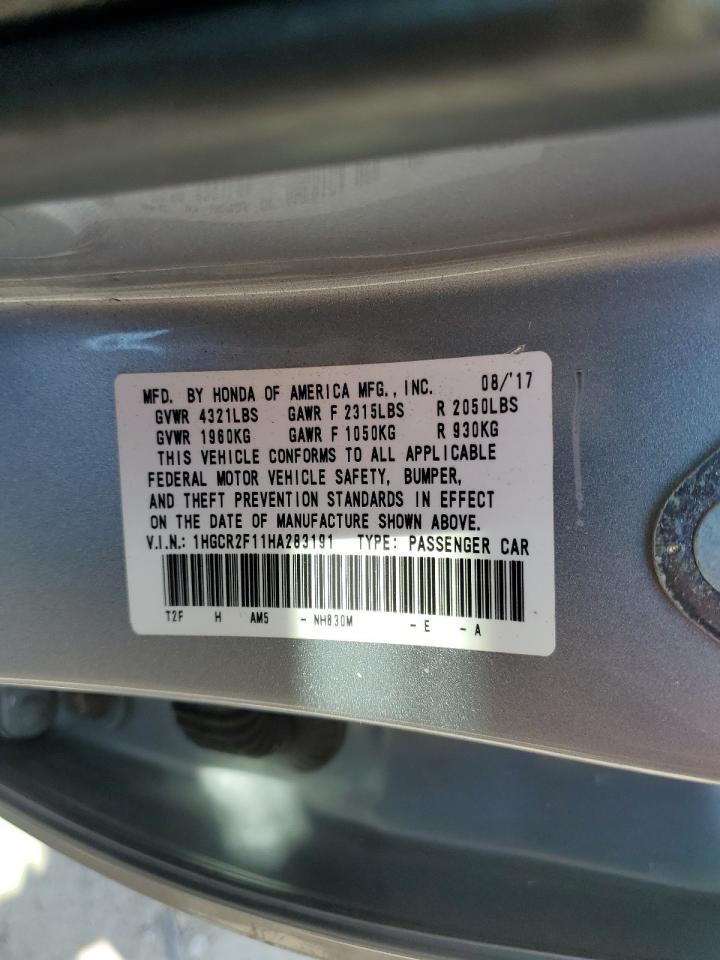 MFD. BY HONDA OF AMERICA MFG., INC. 08/'17
GVWR 4321LBS GAWR F 2315LBS R 2050LBS
GVWR 1960KG GAWR F 1050KG R 930KG
THIS VEHICLE CONFORMS TO ALL APPLICABLE
FEDERAL MOTOR VEHICLE SAFETY, BUMPER,
AND THEFT PREVENTION STANDARDS IN EFFECT
ON THE DATE OF MANUFACTURE SHOWN ABOVE.
V.I.N.: 1HGCR2F11HA283191 TYPE: PASSENGER CAR
T2F H AM5 - NH830M - E - A